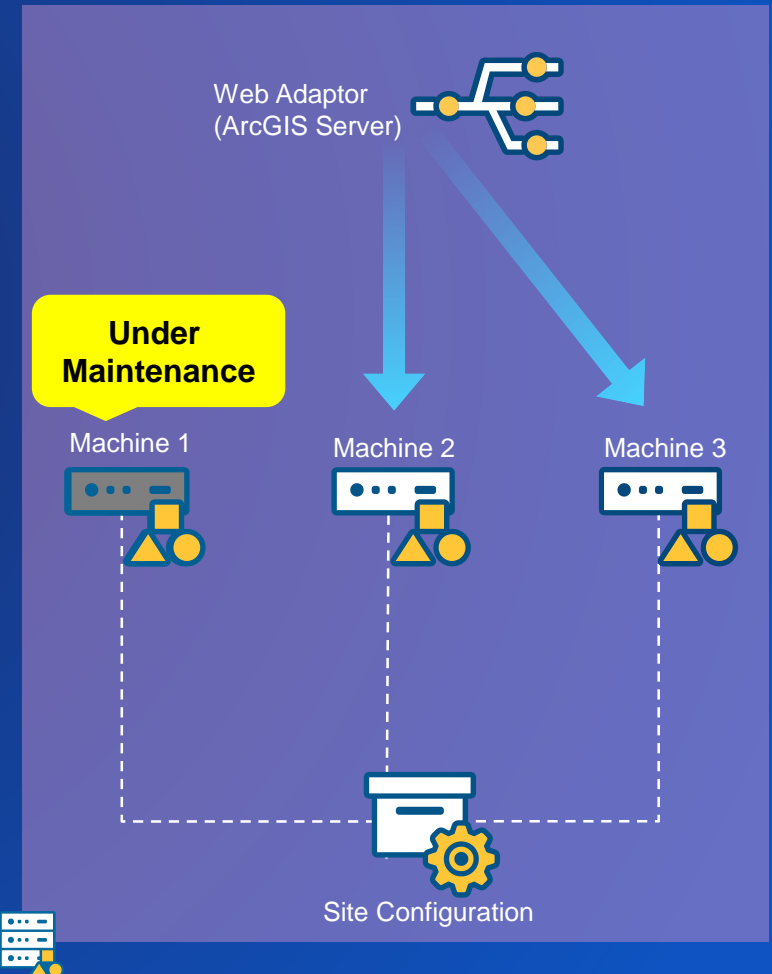 Web Adaptor
(ArcGIS Server)
Under
Maintenance
Machine 1
Machine 2
Machine 3
Site Configuration